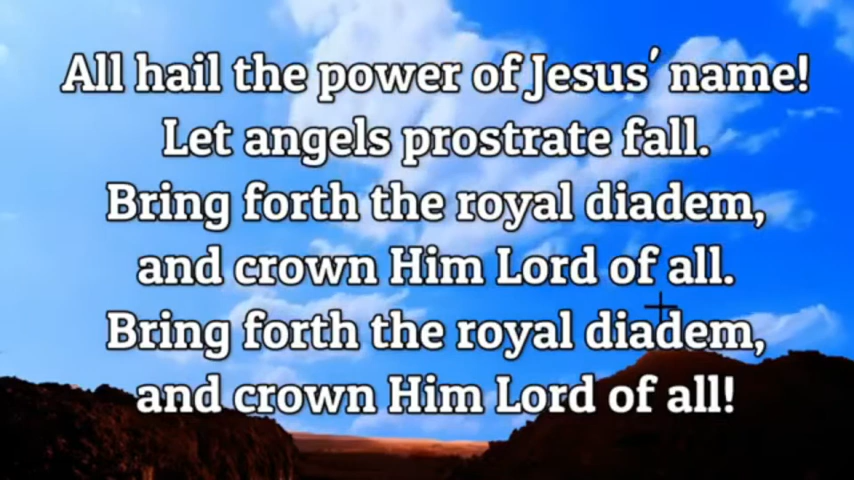 All hail the power of Jesus’ name!
Let angels prostrate fall.
Bring forth the royal diadem,
and crown Him Lord of all.
Bring forth the royal diadem,
and crown Him Lord of all!